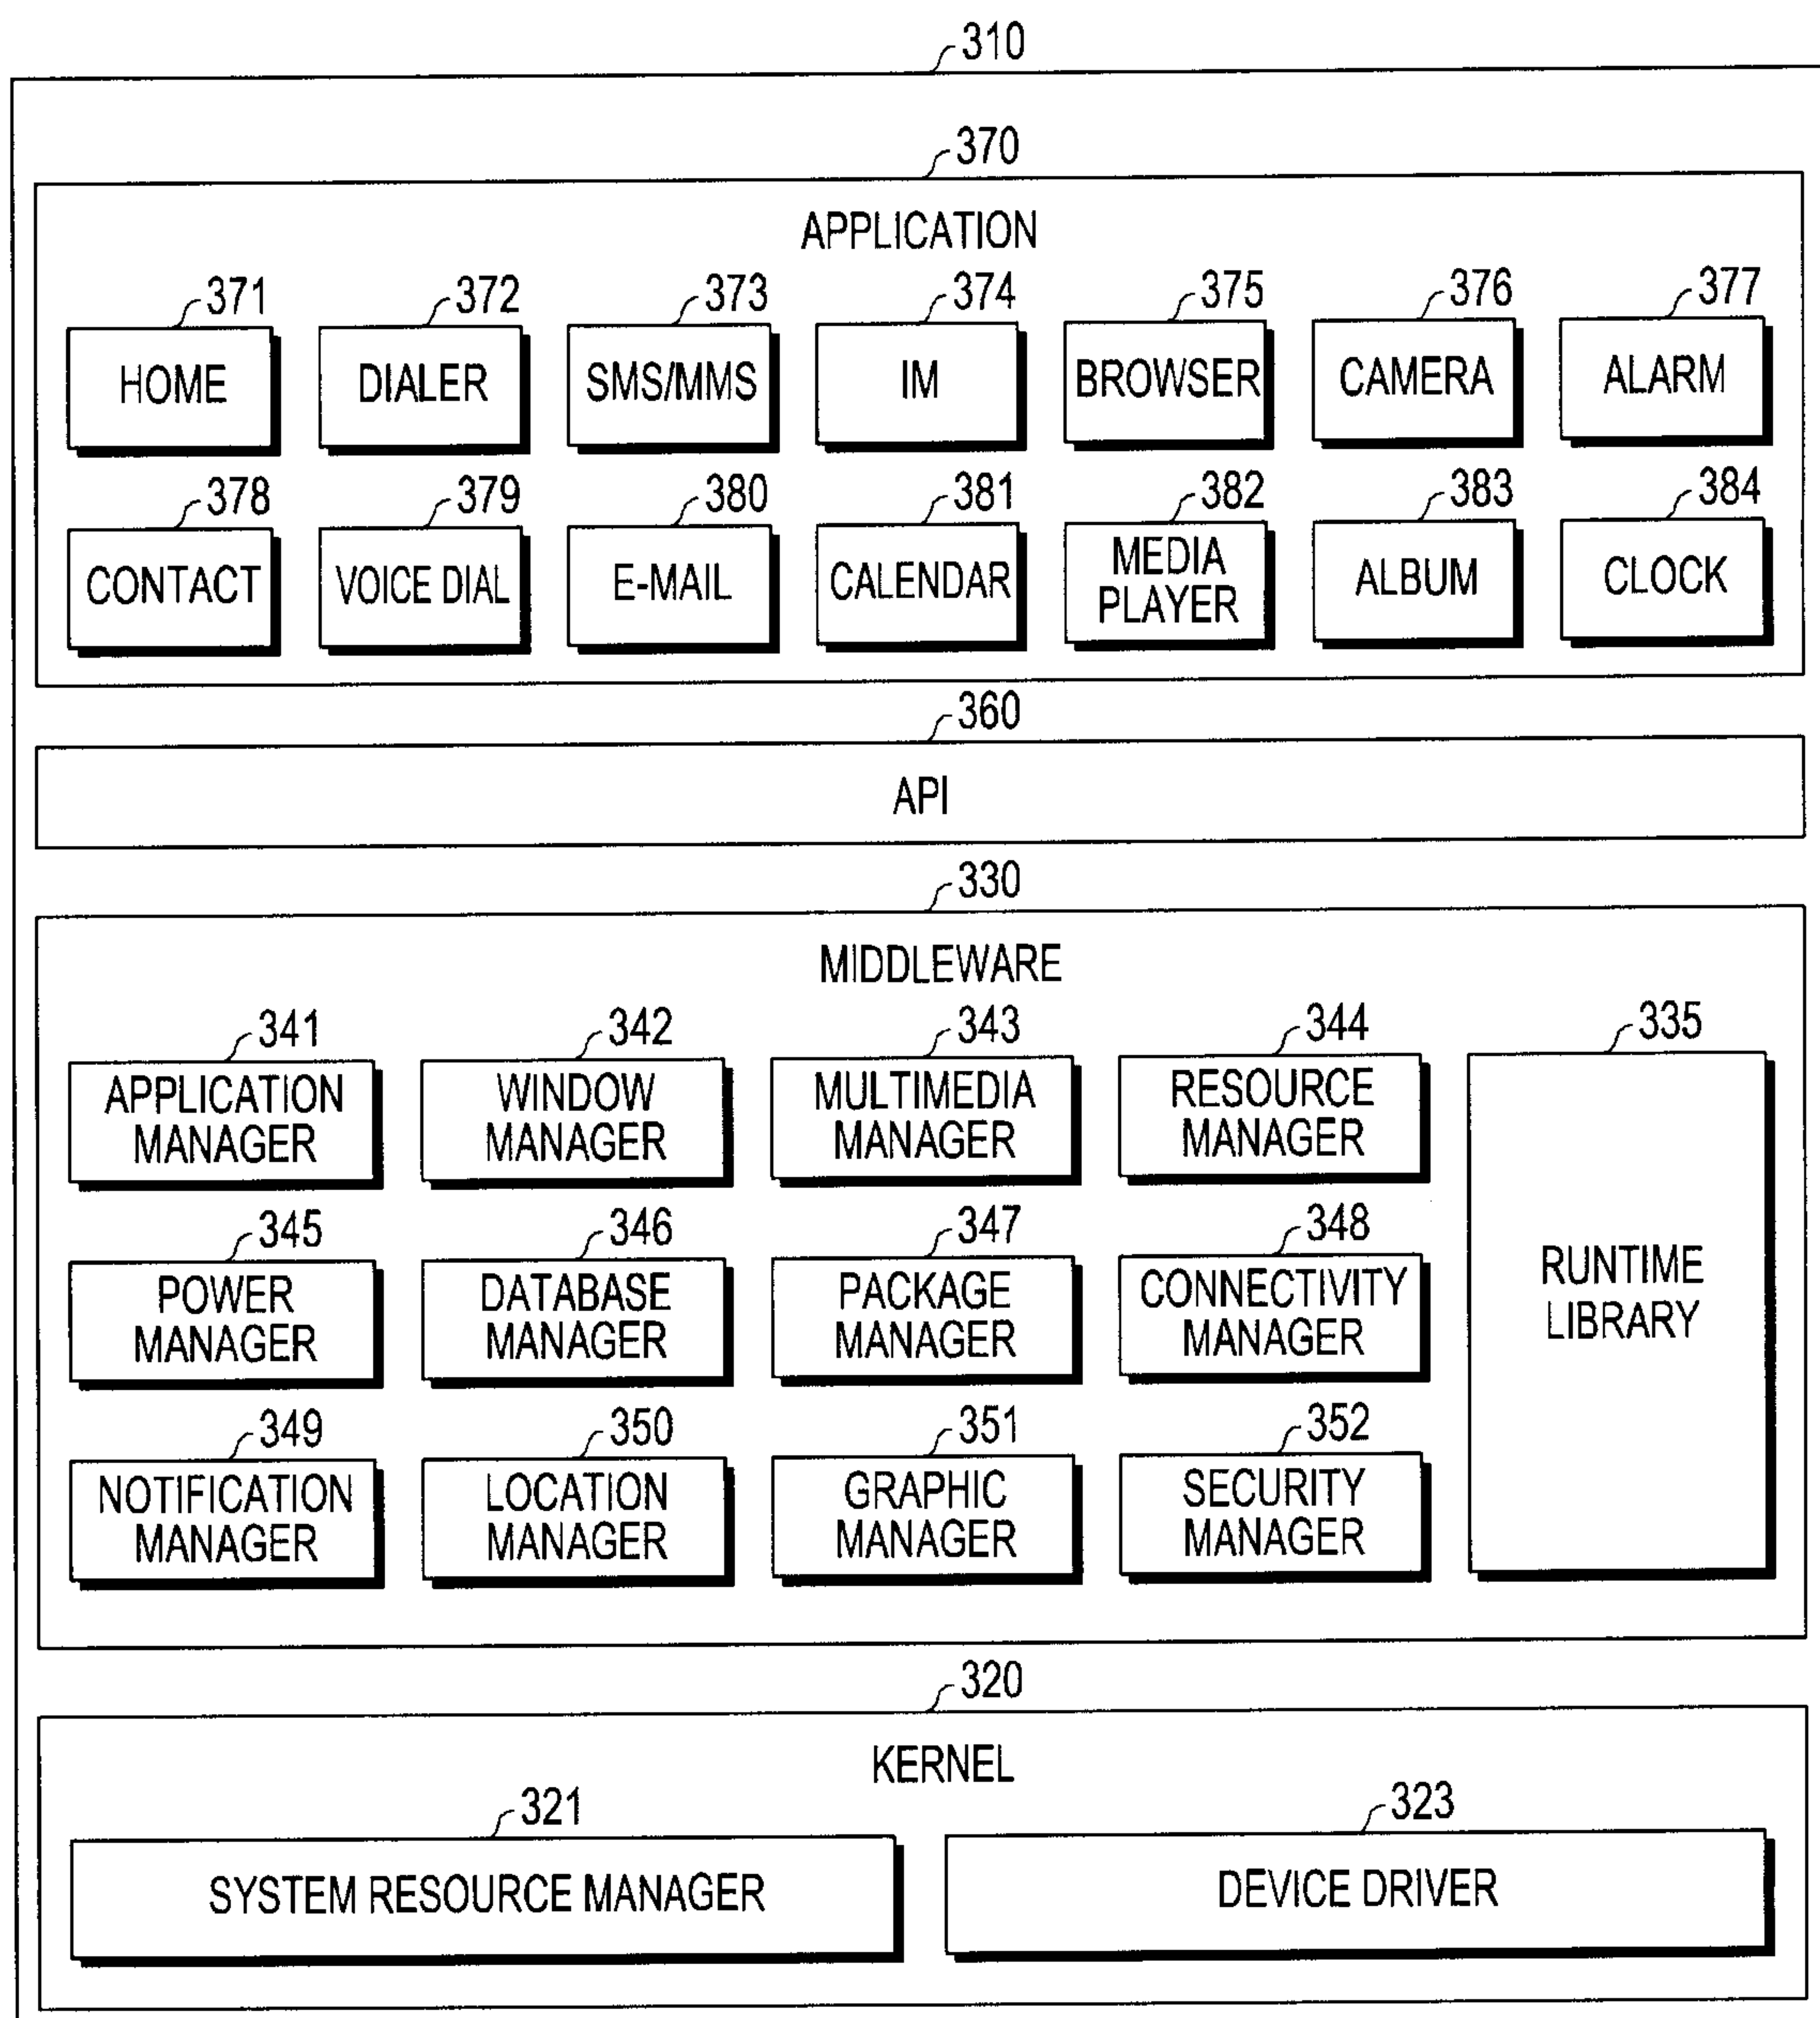 310
370
APPLICATION
371 372 373 374 375 376 377
HOME DIALER SMS/MMS IM BROWSER CAMERA ALARM
378 379 380 381 382 383 384
CONTACT VOICE DIAL E-MAIL CALENDAR MEDIA PLAYER ALBUM CLOCK
360
API
330
MIDDLEWARE
341 342 343 344 335
APPLICATION MANAGER WINDOW MANAGER MULTIMEDIA MANAGER RESOURCE MANAGER
345 346 347 348
POWER MANAGER DATABASE MANAGER PACKAGE MANAGER CONNECTIVITY MANAGER RUNTIME LIBRARY
349 350 351 352
NOTIFICATION MANAGER LOCATION MANAGER GRAPHIC MANAGER SECURITY MANAGER
320
KERNEL
321 323
SYSTEM RESOURCE MANAGER DEVICE DRIVER